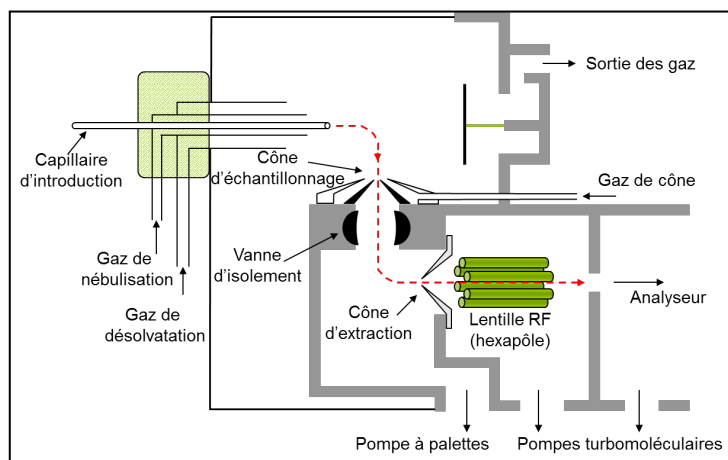 Sortie des gaz
Capillaire
d'introduction
Cône
d'échantillonnage
Gaz de cône
Gaz de
nébulisation
Vanne
d'isolement
Gaz de
désolvatation
Cône
d'extraction
Lentille RF
(hexapôle)
Analyseur
Pompe à palettes
Pompes turbomoléculaires